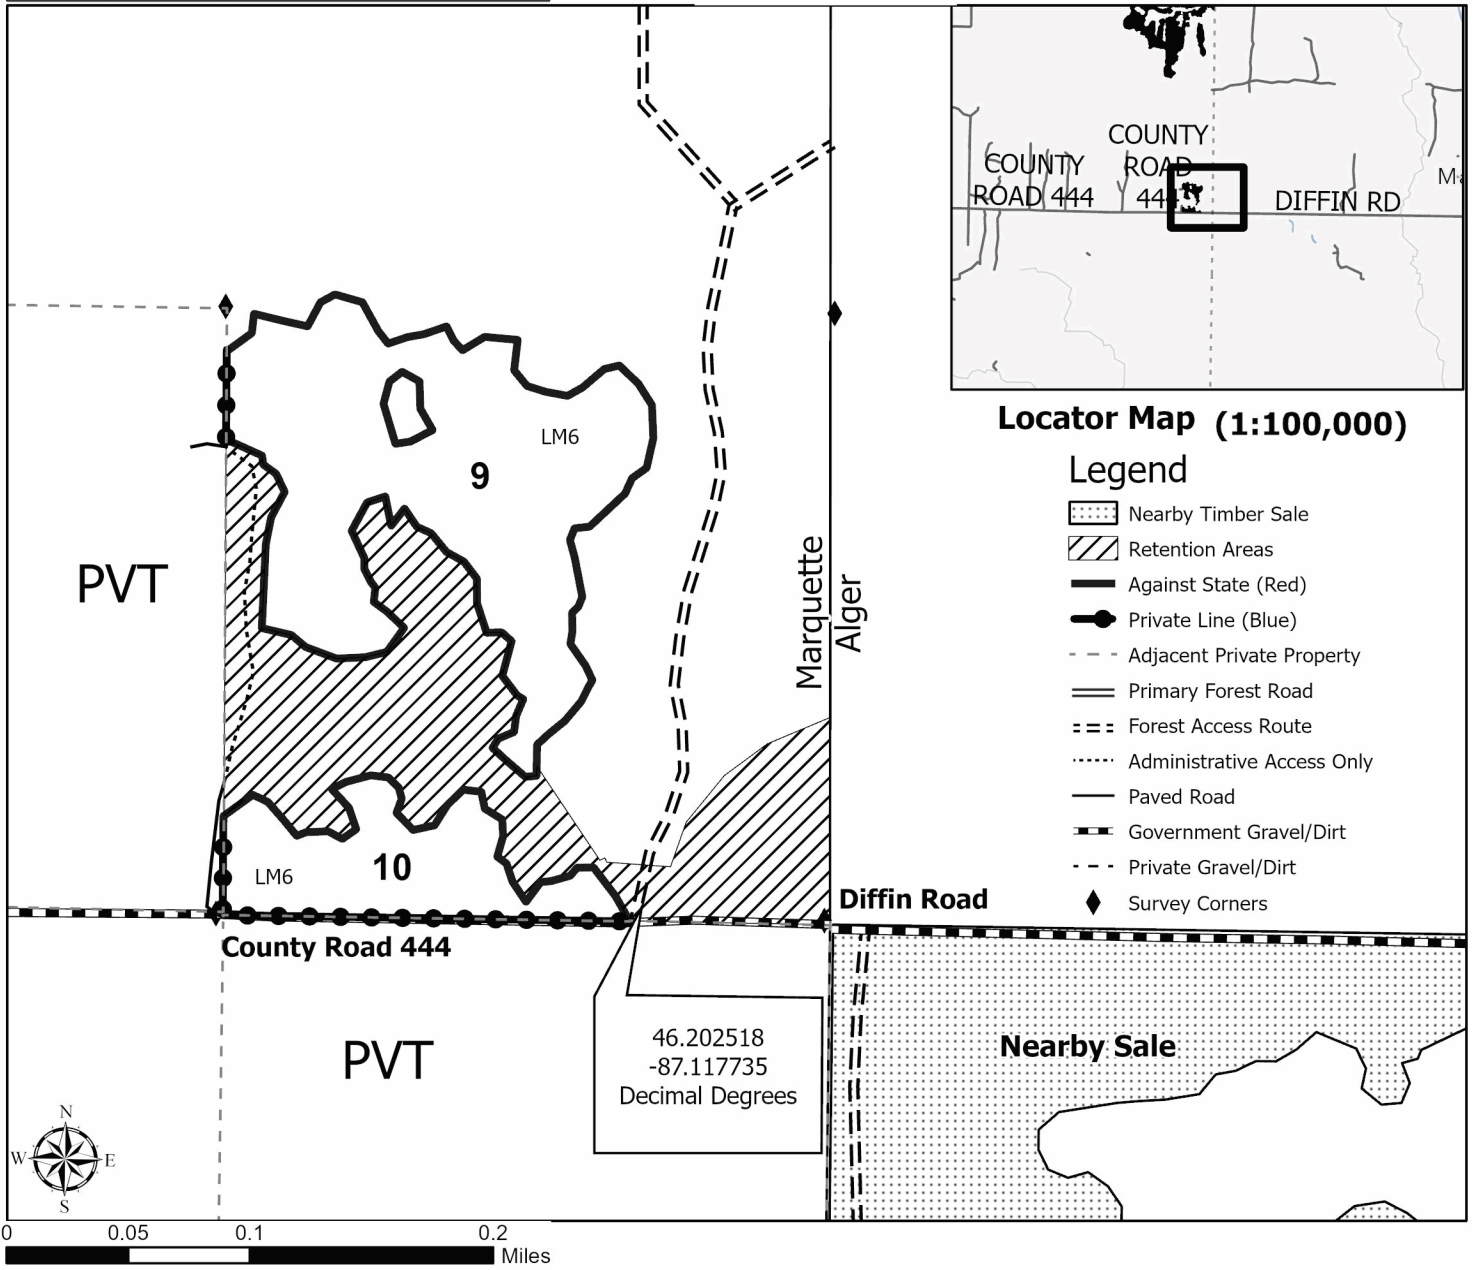 COUNTY
ROAD
444
COUNTY
ROAD 444
DIFFIN RD
Locator Map (1:100,000)
Legend
Nearby Timber Sale
Retention Areas
Against State (Red)
Private Line (Blue)
Adjacent Private Property
Primary Forest Road
Forest Access Route
Administrative Access Only
Paved Road
Government Gravel/Dirt
Private Gravel/Dirt
Survey Corners
LM6
9
PVT
Marquette
Alger
10
LM6
Diffin Road
County Road 444
46.202518
-87.117735
Decimal Degrees
Nearby Sale
PVT
N
W E
S
0 0.05 0.1 0.2
Miles